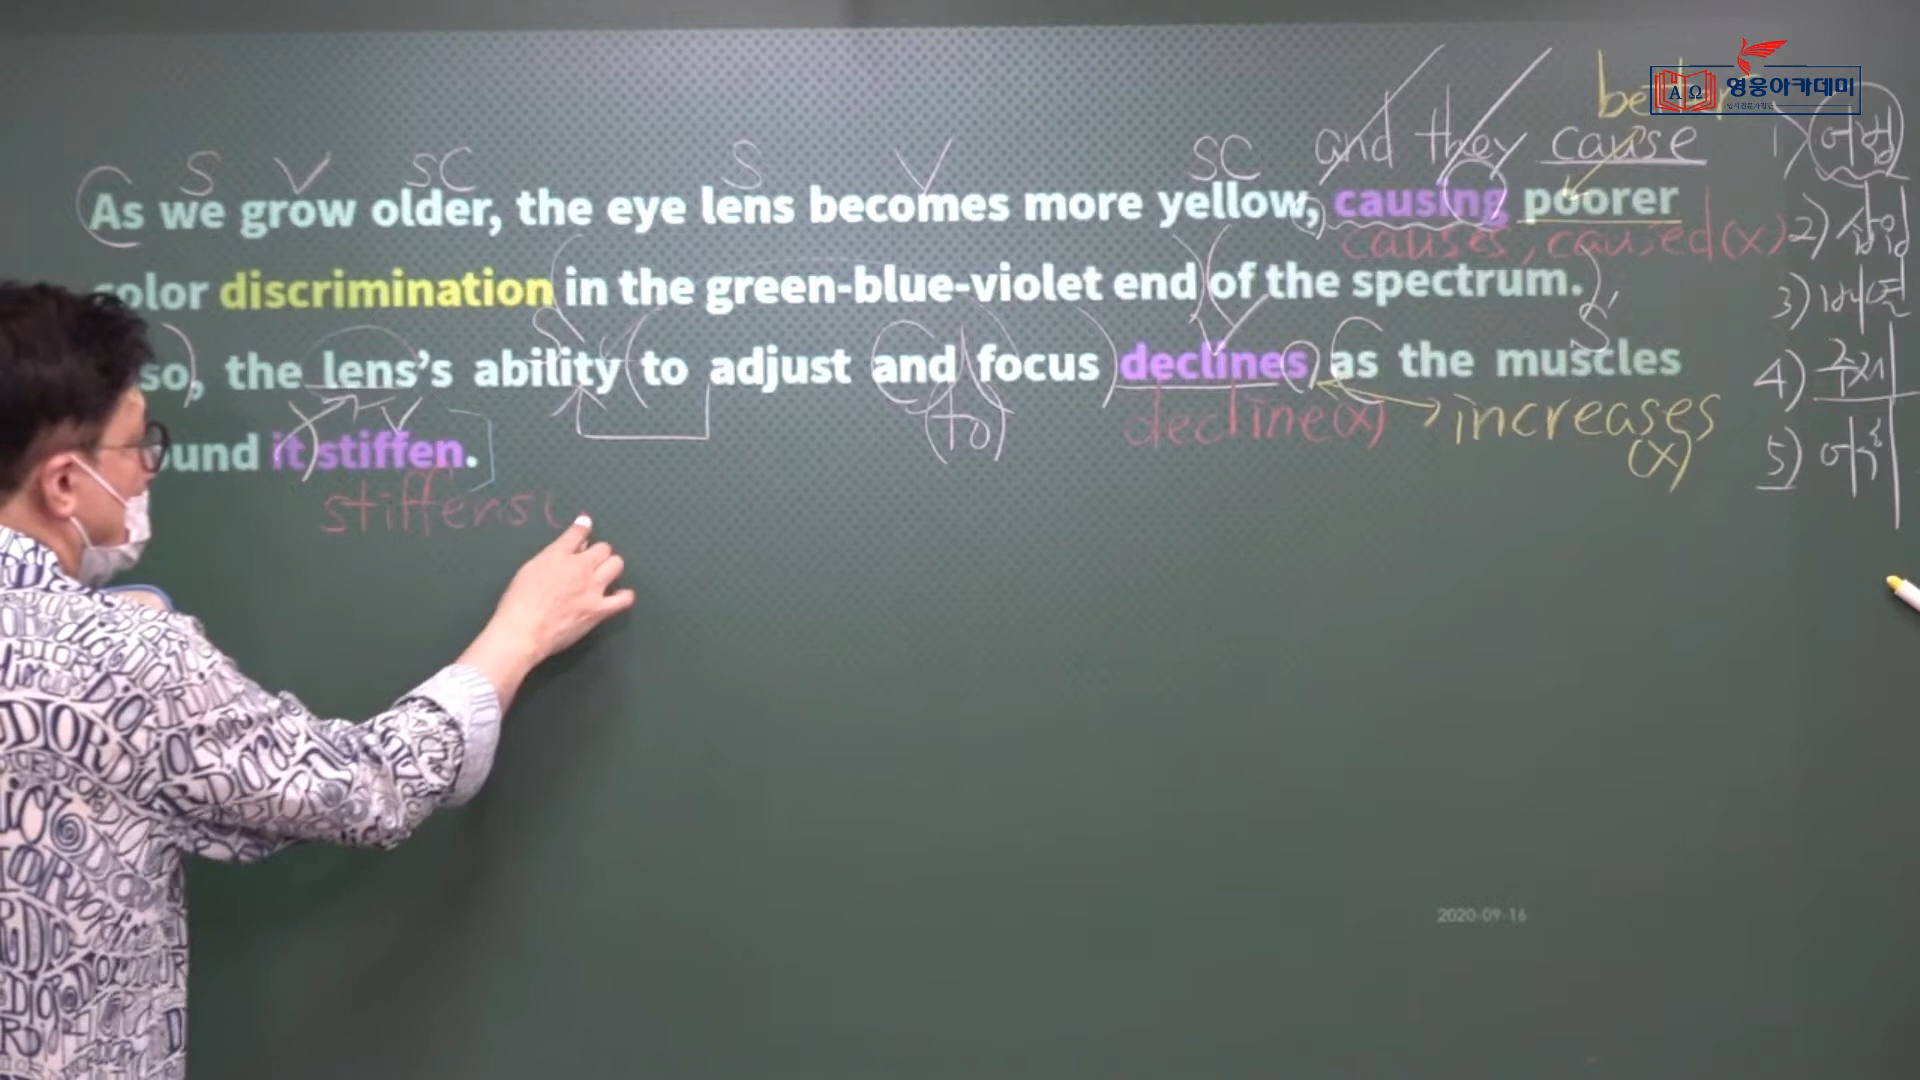 영웅아카데미
better
S V SC S V SC and they cause
1) 어법
As we grow older, the eye lens becomes more yellow, causing poorer
causes, caused(x)
2) 삽입
color discrimination in the green-blue-violet end of the spectrum.
3) 빈
S V S'
so, the lens's ability to adjust and focus declines, as the muscles
4) 주제
V (to) decline(x) increases
(x)
ound it stiffen.
5) 어휘
stiffens (
2020-09-16